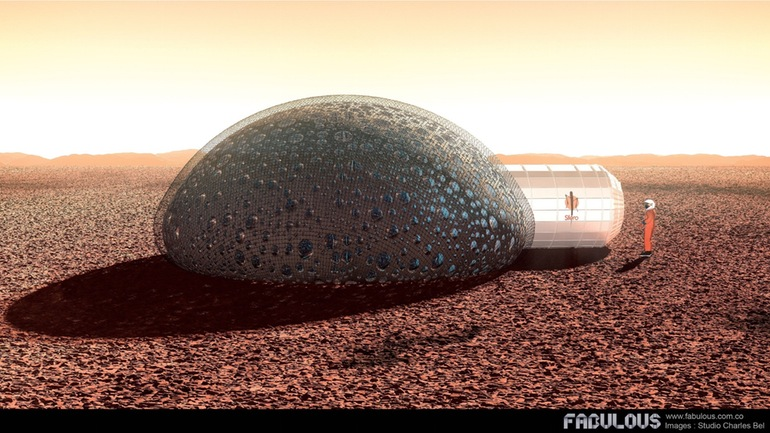 Sfero
FABULOUS
www.fabulous.com.co
Images : Studio Charles Bel